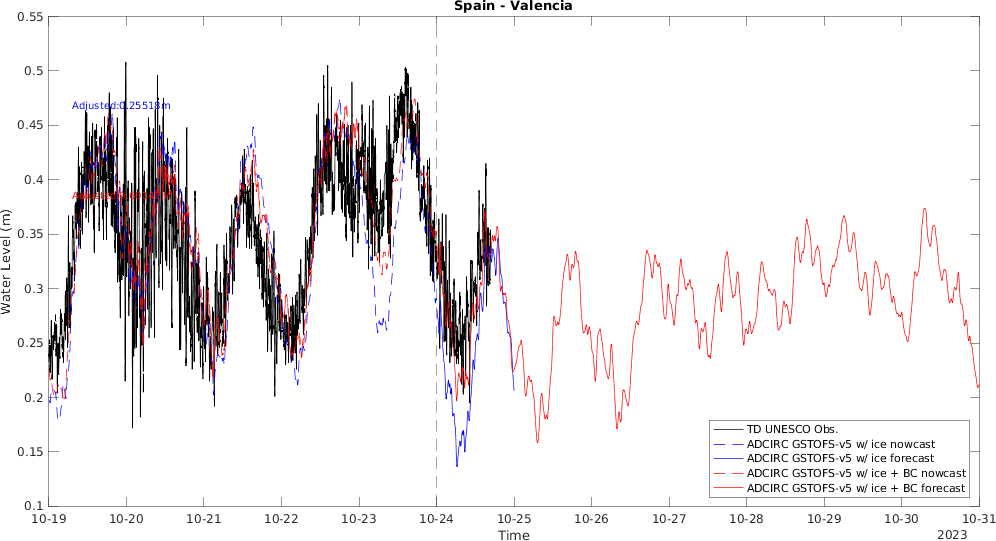 Spain - Valencia
0.55
0.5
0.45
0.4
0.35
0.3
0.25
0.2
0.15
0.1
Water Level (m)
Adjusted:0.25518m
10-19 10-20 10-21 10-22 10-23 10-24 10-25 10-26 10-27 10-28 10-29 10-30 10-31
Time
2023
TD UNESCO Obs.
ADCIRC GSTOFS-v5 w/ ice nowcast
ADCIRC GSTOFS-v5 w/ ice forecast
ADCIRC GSTOFS-v5 w/ ice + BC nowcast
ADCIRC GSTOFS-v5 w/ ice + BC forecast